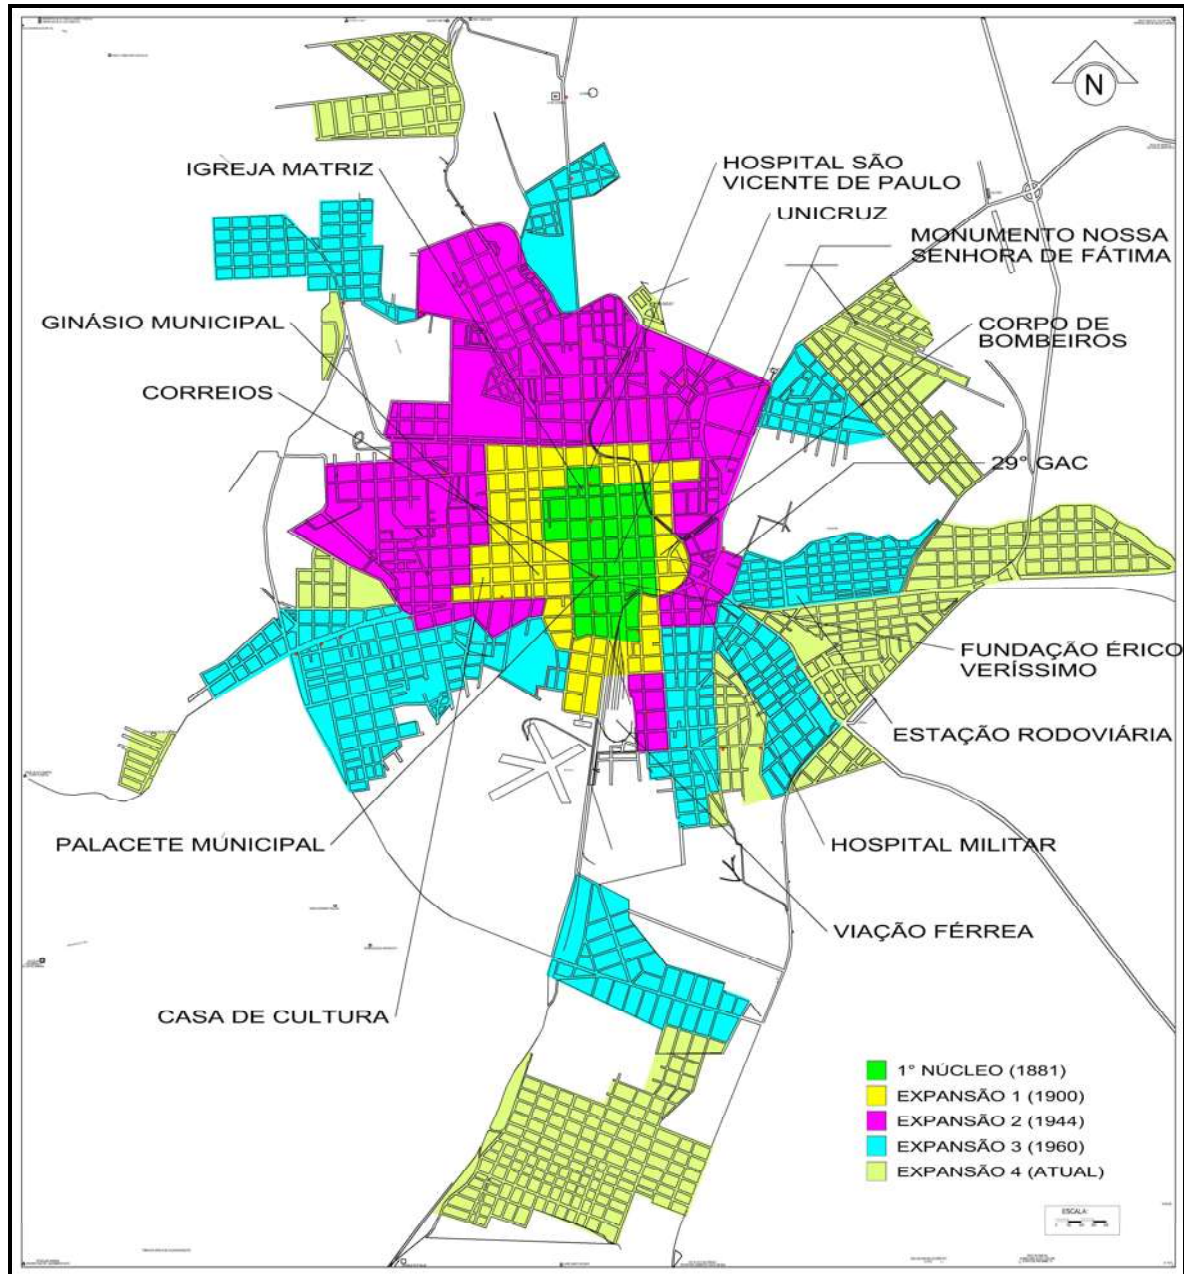 N
IGREJA MATRIZ
HOSPITAL SÃO
VICENTE DE PAULO
UNICRUZ
MONUMENTO NOSSA
SENHORA DE FÁTIMA
GINÁSIO MUNICIPAL
CORPO DE
BOMBEIROS
CORREIOS
29° GAC
FUNDAÇÃO ÉRICO
VERÍSSIMO
ESTAÇÃO RODOVIÁRIA
PALACETE MUNICIPAL
HOSPITAL MILITAR
VIAÇÃO FÉRREA
CASA DE CULTURA
1° NÚCLEO (1881)
EXPANSÃO 1 (1900)
EXPANSÃO 2 (1944)
EXPANSÃO 3 (1960)
EXPANSÃO 4 (ATUAL)
ESCALA: